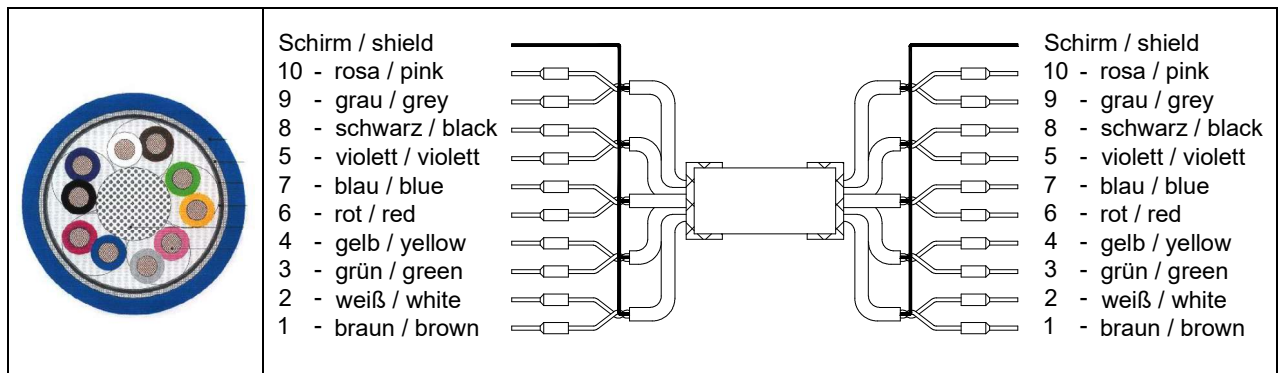 Schirm / shield
10 - rosa / pink
9 - grau / grey
8 - schwarz / black
5 - violett / violett
7 - blau / blue
6 - rot / red
4 - gelb / yellow
3 - grün / green
2 - weiß / white
1 - braun / brown
Schirm / shield
10 - rosa / pink
9 - grau / grey
8 - schwarz / black
5 - violett / violett
7 - blau / blue
6 - rot / red
4 - gelb / yellow
3 - grün / green
2 - weiß / white
1 - braun / brown